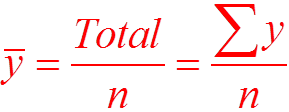 ȳ = Total / n = ∑y / n